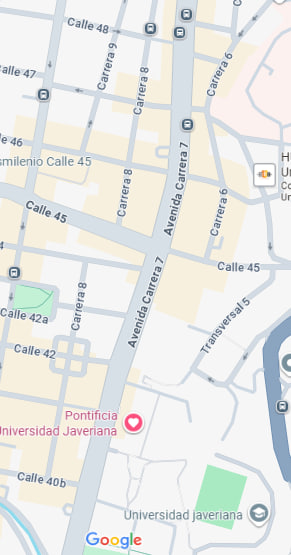 Calle 48
Carrera 9
Carrera 8
Carrera 6
Calle 47
46
smilenio Calle 45
Carrera 8
Avenida Carrera 7
Carrera 6
Calle 45
Calle 45
4
Carrera 8
Avenida Carrera 7
Transversal 5
Calle 42a
Calle 42
Pontificia
Universidad Javeriana
Calle 40b
Universidad javeriana
Google